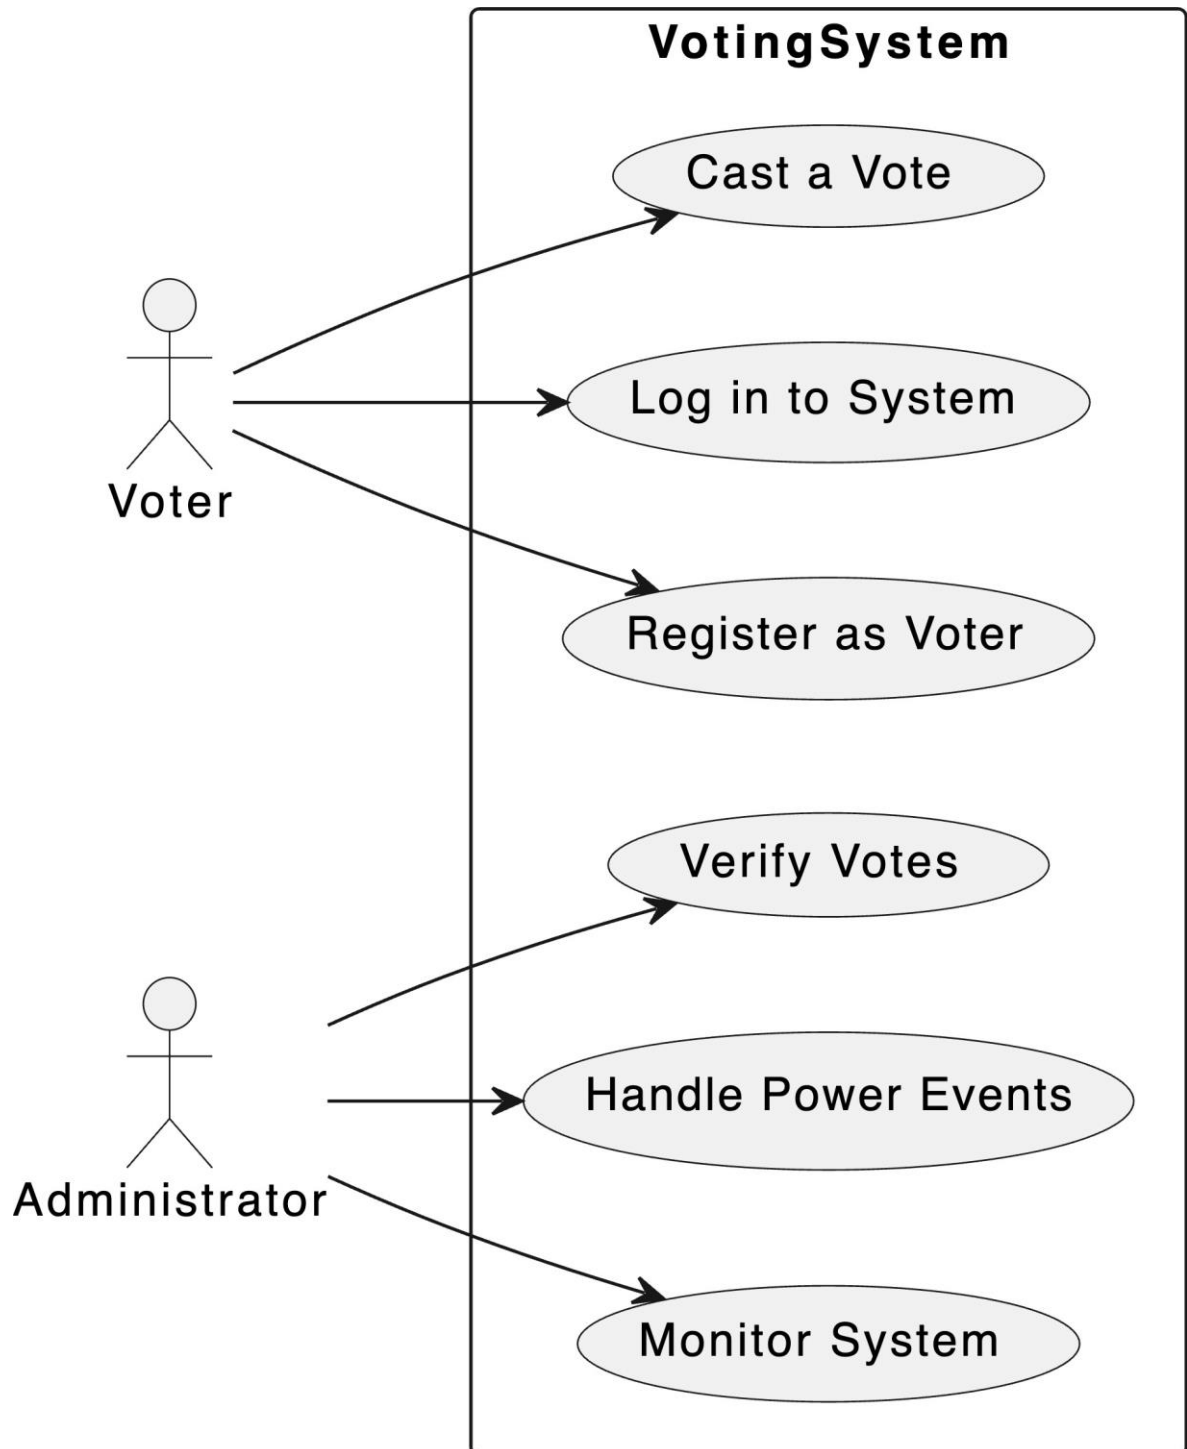 VotingSystem
Cast a Vote
Log in to System
Voter
Register as Voter
Verify Votes
Handle Power Events
Administrator
Monitor System